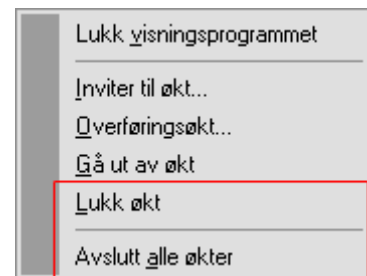 Lukk visningsprogrammet
Inviter til økt...
Overføringsøkt...
Gå ut av økt
Lukk økt
Avslutt alle økter